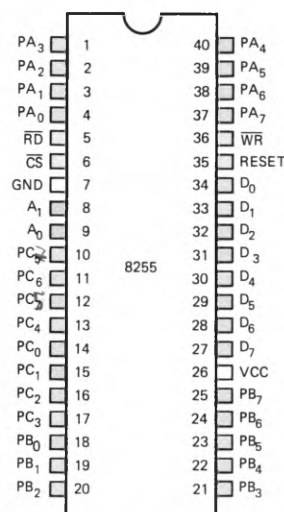 PA₃ 1 40 PA₄
PA₂ 2 39 PA₅
PA₁ 3 38 PA₆
PA₀ 4 37 PA₇
R̅D̅ 5 36 W̅R̅
C̅S̅ 6 35 RESET
GND 7 34 D₀
A₁ 8 33 D₁
A₀ 9 32 D₂
10 31 D₃
8255
PC₆ 11 30 D₄
PC₅ 12 29 D₅
PC₄ 13 28 D₆
PC₀ 14 27 D₇
PC₁ 15 26 VCC
PC₂ 16 25 PB₇
PC₃ 17 24 PB₆
PB₀ 18 23 PB₅
PB₁ 19 22 PB₄
PB₂ 20 21 PB₃